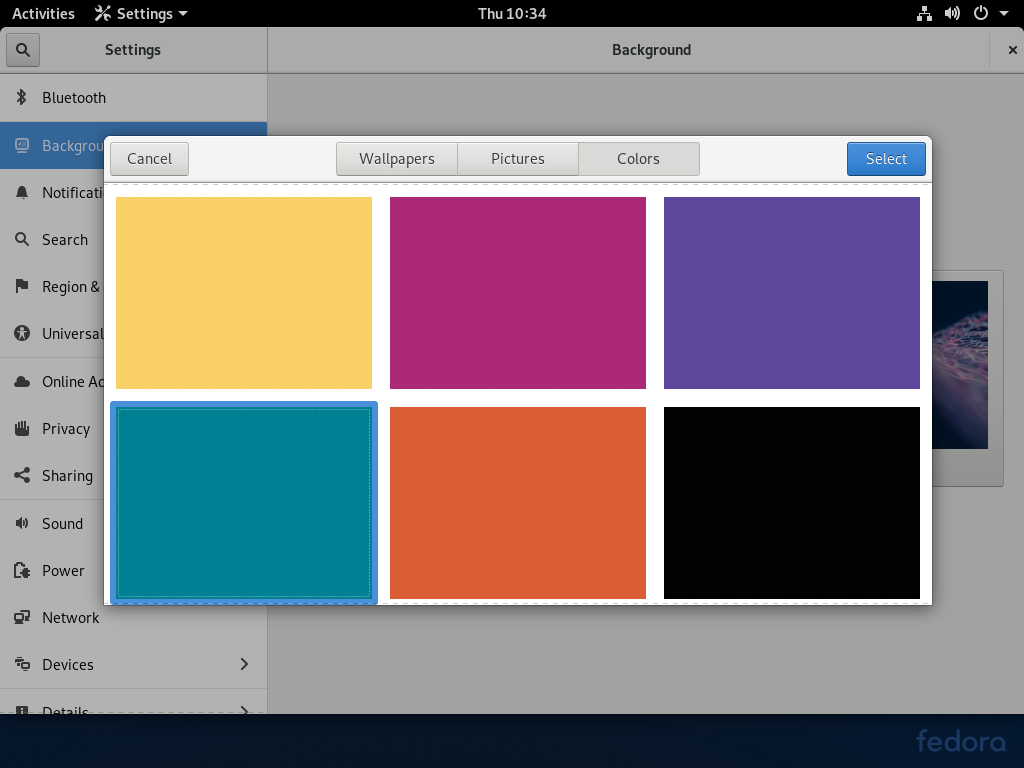 Activities Settings Thu 10:34
Settings Background
Bluetooth
Cancel Wallpapers Pictures Colors Select
Backgrou
Notificati
Search
Region &
Universal
Online Ac
Privacy
Sharing
Sound
Power
Network
Devices
Details
fedora